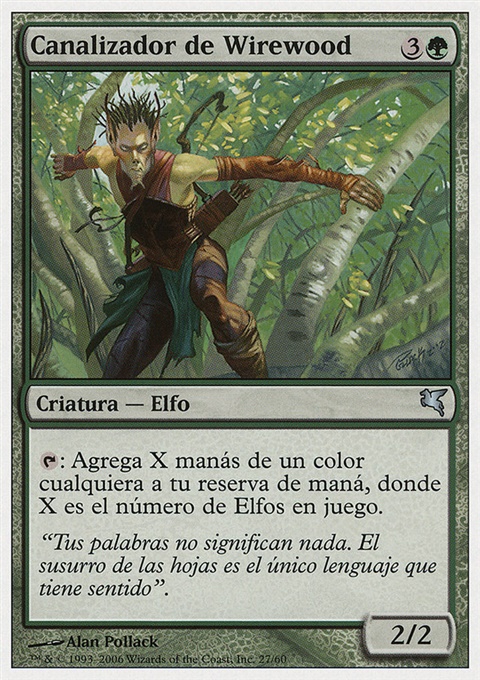 Canalizador de Wirewood 3
Criatura — Elfo
: Agrega X manás de un color
cualquiera a tu reserva de maná, donde
X es el número de Elfos en juego.
“Tus palabras no significan nada. El
susurro de las hojas es el único lenguaje que
tiene sentido”.
Alan Pollack
2/2
™ & © 1993–2006 Wizards of the Coast, Inc. 27/60